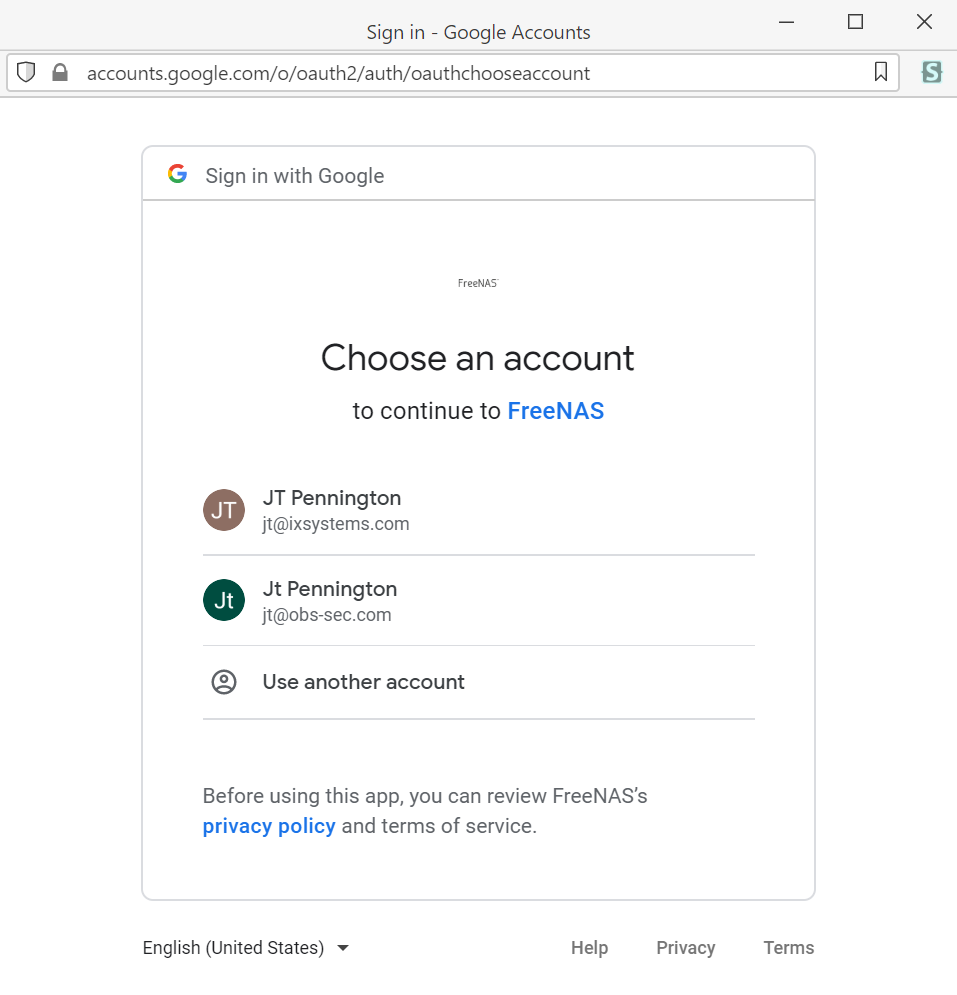 Sign in - Google Accounts
accounts.google.com/o/oauth2/auth/oauthchooseaccount
S
G Sign in with Google
FreeNAS
Choose an account
to continue to FreeNAS
JT
JT Pennington
jt@ixsystems.com
Jt
Jt Pennington
jt@obs-sec.com
Use another account
Before using this app, you can review FreeNAS’s
privacy policy and terms of service.
English (United States)
Help Privacy Terms